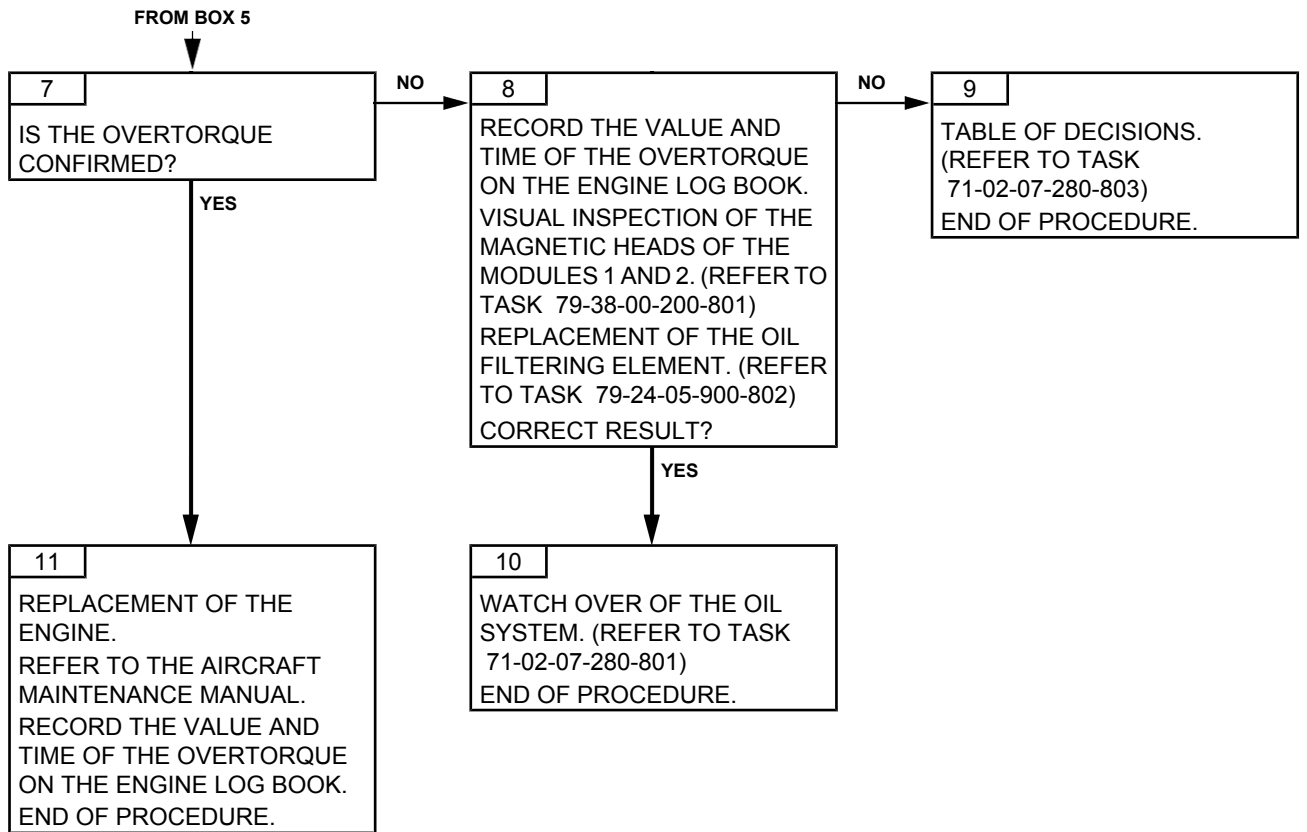 FROM BOX 5
7
IS THE OVERTORQUE
CONFIRMED?
NO
YES
8
RECORD THE VALUE AND
TIME OF THE OVERTORQUE
ON THE ENGINE LOG BOOK.
VISUAL INSPECTION OF THE
MAGNETIC HEADS OF THE
MODULES 1 AND 2. (REFER TO
TASK 79-38-00-200-801)
REPLACEMENT OF THE OIL
FILTERING ELEMENT. (REFER
TO TASK 79-24-05-900-802)
CORRECT RESULT?
NO
YES
9
TABLE OF DECISIONS.
(REFER TO TASK
71-02-07-280-803)
END OF PROCEDURE.
11
REPLACEMENT OF THE
ENGINE.
REFER TO THE AIRCRAFT
MAINTENANCE MANUAL.
RECORD THE VALUE AND
TIME OF THE OVERTORQUE
ON THE ENGINE LOG BOOK.
END OF PROCEDURE.
10
WATCH OVER OF THE OIL
SYSTEM. (REFER TO TASK
71-02-07-280-801)
END OF PROCEDURE.